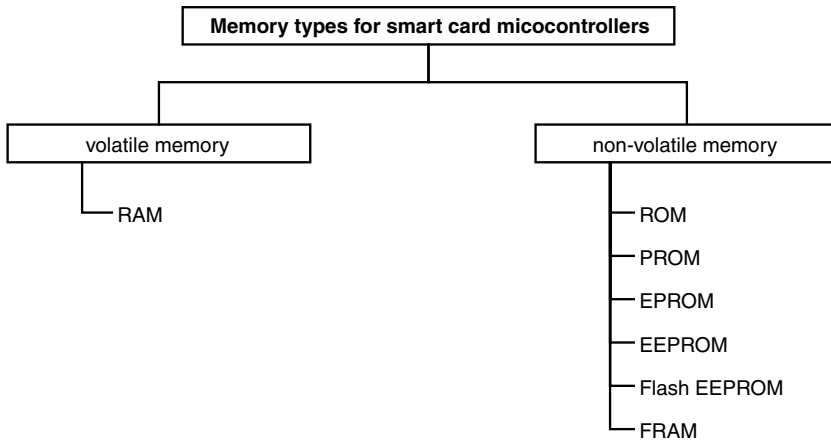 Memory types for smart card micocontrollers
volatile memory
non-volatile memory
RAM
ROM
PROM
EPROM
EEPROM
Flash EEPROM
FRAM